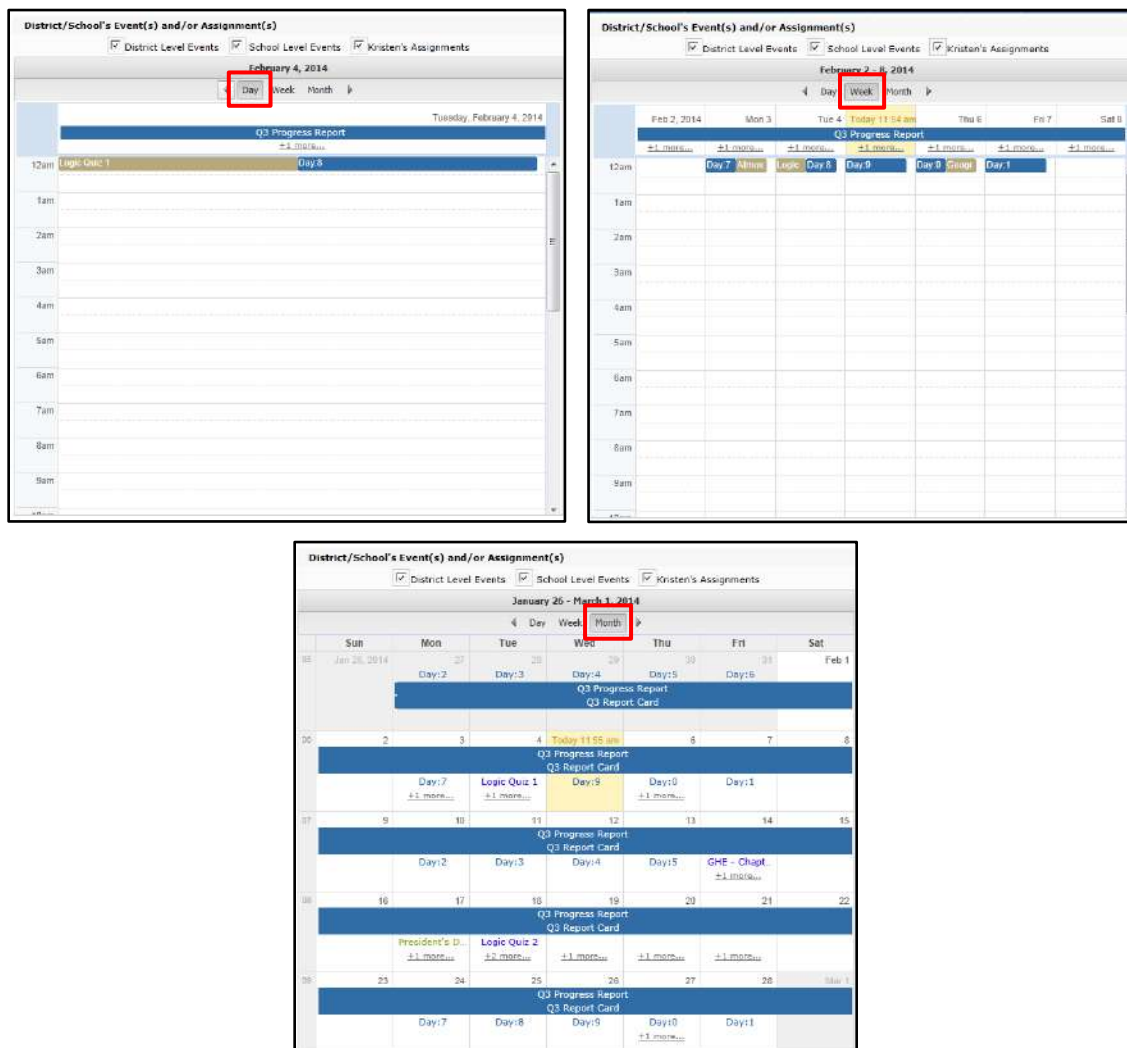 District/School's Event(s) and/or Assignment(s)
District Level Events School Level Events Kristen's Assignments
February 4, 2014
Day Week Month
Tuesday, February 4, 2014
Q3 Progress Report
+1 more...
12am Logic Quiz 1 Day:8
1am
2am
3am
4am
5am
6am
7am
8am
9am
District/School's Event(s) and/or Assignment(s)
District Level Events School Level Events Kristen's Assignments
February 2 - 8, 2014
Day Week Month
Feb 2, 2014 Mon 3 Tue 4 Today 11:54 am Thu 6 Fri 7 Sat 8
Q3 Progress Report
+1 more... +1 more... +1 more... +1 more... +1 more... +1 more... +1 more...
12am Day:7 Logic Day:8 Day:9 Day:0 Day:1
1am
2am
3am
4am
5am
6am
7am
8am
9am
District/School's Event(s) and/or Assignment(s)
District Level Events School Level Events Kristen's Assignments
January 26 - March 1, 2014
Day Week Month
Sun Mon Tue Wed Thu Fri Sat
05 Jan 26, 2014 27 28 29 30 31 Feb 1
Day:2 Day:3 Day:4 Day:5 Day:6
Q3 Progress Report
Q3 Report Card
06 2 3 4 Today 11:55 am 6 7 8
Q3 Progress Report
Q3 Report Card
Day:7 Logic Quiz 1 Day:9 Day:0 Day:1
+1 more... +1 more... +1 more...
07 9 10 11 12 13 14 15
Q3 Progress Report
Q3 Report Card
Day:2 Day:3 Day:4 Day:5 GHE - Chapt..
+1 more...
08 16 17 18 19 20 21 22
Q3 Progress Report
Q3 Report Card
President's D.. Logic Quiz 2
+1 more... +2 more... +1 more... +1 more... +1 more...
09 23 24 25 26 27 28 Mar 1
Q3 Progress Report
Q3 Report Card
Day:7 Day:8 Day:9 Day:0 Day:1
+1 more...